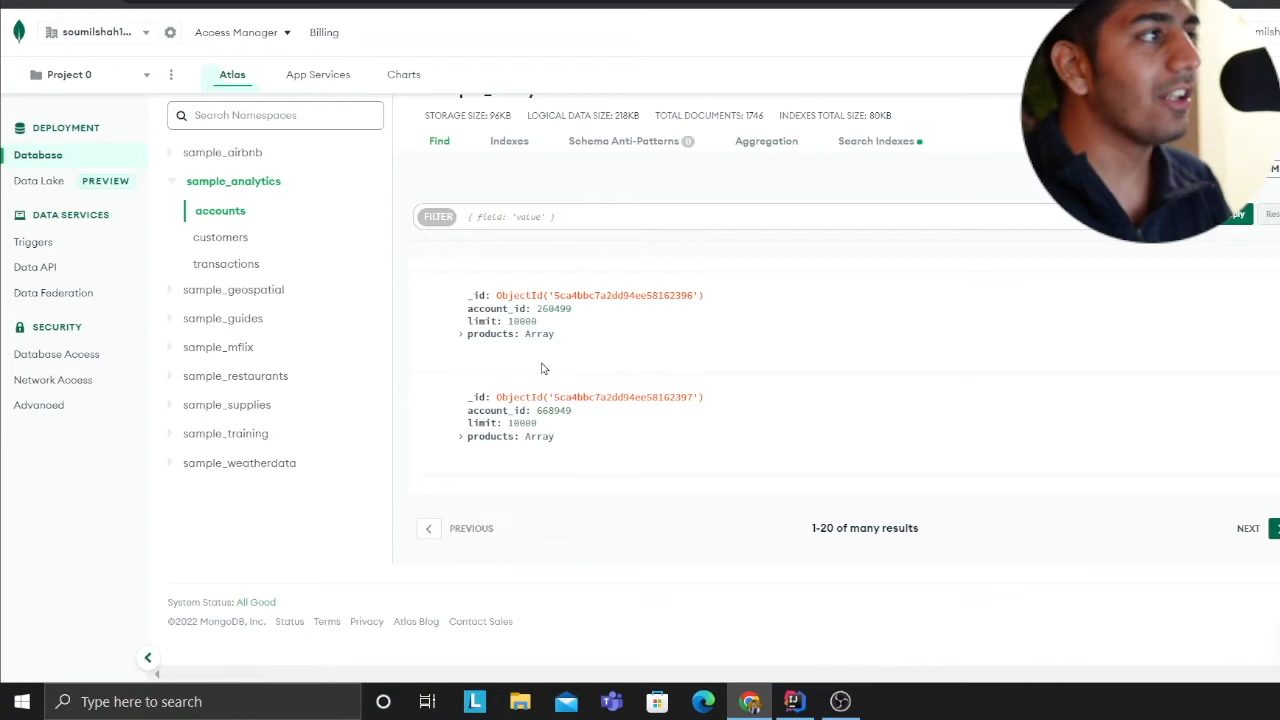 soumilshah1...
Access Manager
Billing
Project 0
Atlas
App Services
Charts
DEPLOYMENT
Database
Data Lake PREVIEW
DATA SERVICES
Triggers
Data API
Data Federation
SECURITY
Database Access
Network Access
Advanced
Search Namespaces
sample_airbnb
sample_analytics
accounts
customers
transactions
sample_geospatial
sample_guides
sample_mflix
sample_restaurants
sample_supplies
sample_training
sample_weatherdata
STORAGE SIZE: 96KB LOGICAL DATA SIZE: 218KB TOTAL DOCUMENTS: 1746 INDEXES TOTAL SIZE: 80KB
Find Indexes Schema Anti-Patterns 0 Aggregation Search Indexes
FILTER { field: 'value' }
_id: ObjectId('5ca4bbc7a2dd94ee58162396')
account_id: 260499
limit: 10000
products: Array
_id: ObjectId('5ca4bbc7a2dd94ee58162397')
account_id: 668949
limit: 10000
products: Array
PREVIOUS 1-20 of many results NEXT
System Status: All Good
©2022 MongoDB, Inc. Status Terms Privacy Atlas Blog Contact Sales
Type here to search